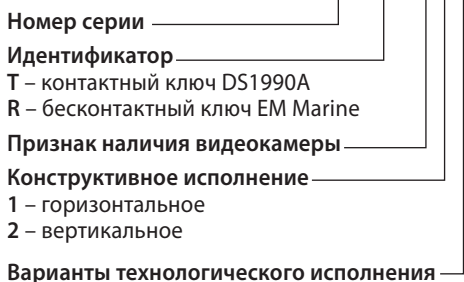 Номер серии
Идентификатор
T – контактный ключ DS1990A
R – бесконтактный ключ EM Marine
Признак наличия видеокамеры
Конструктивное исполнение
1 – горизонтальное
2 – вертикальное
Варианты технологического исполнения